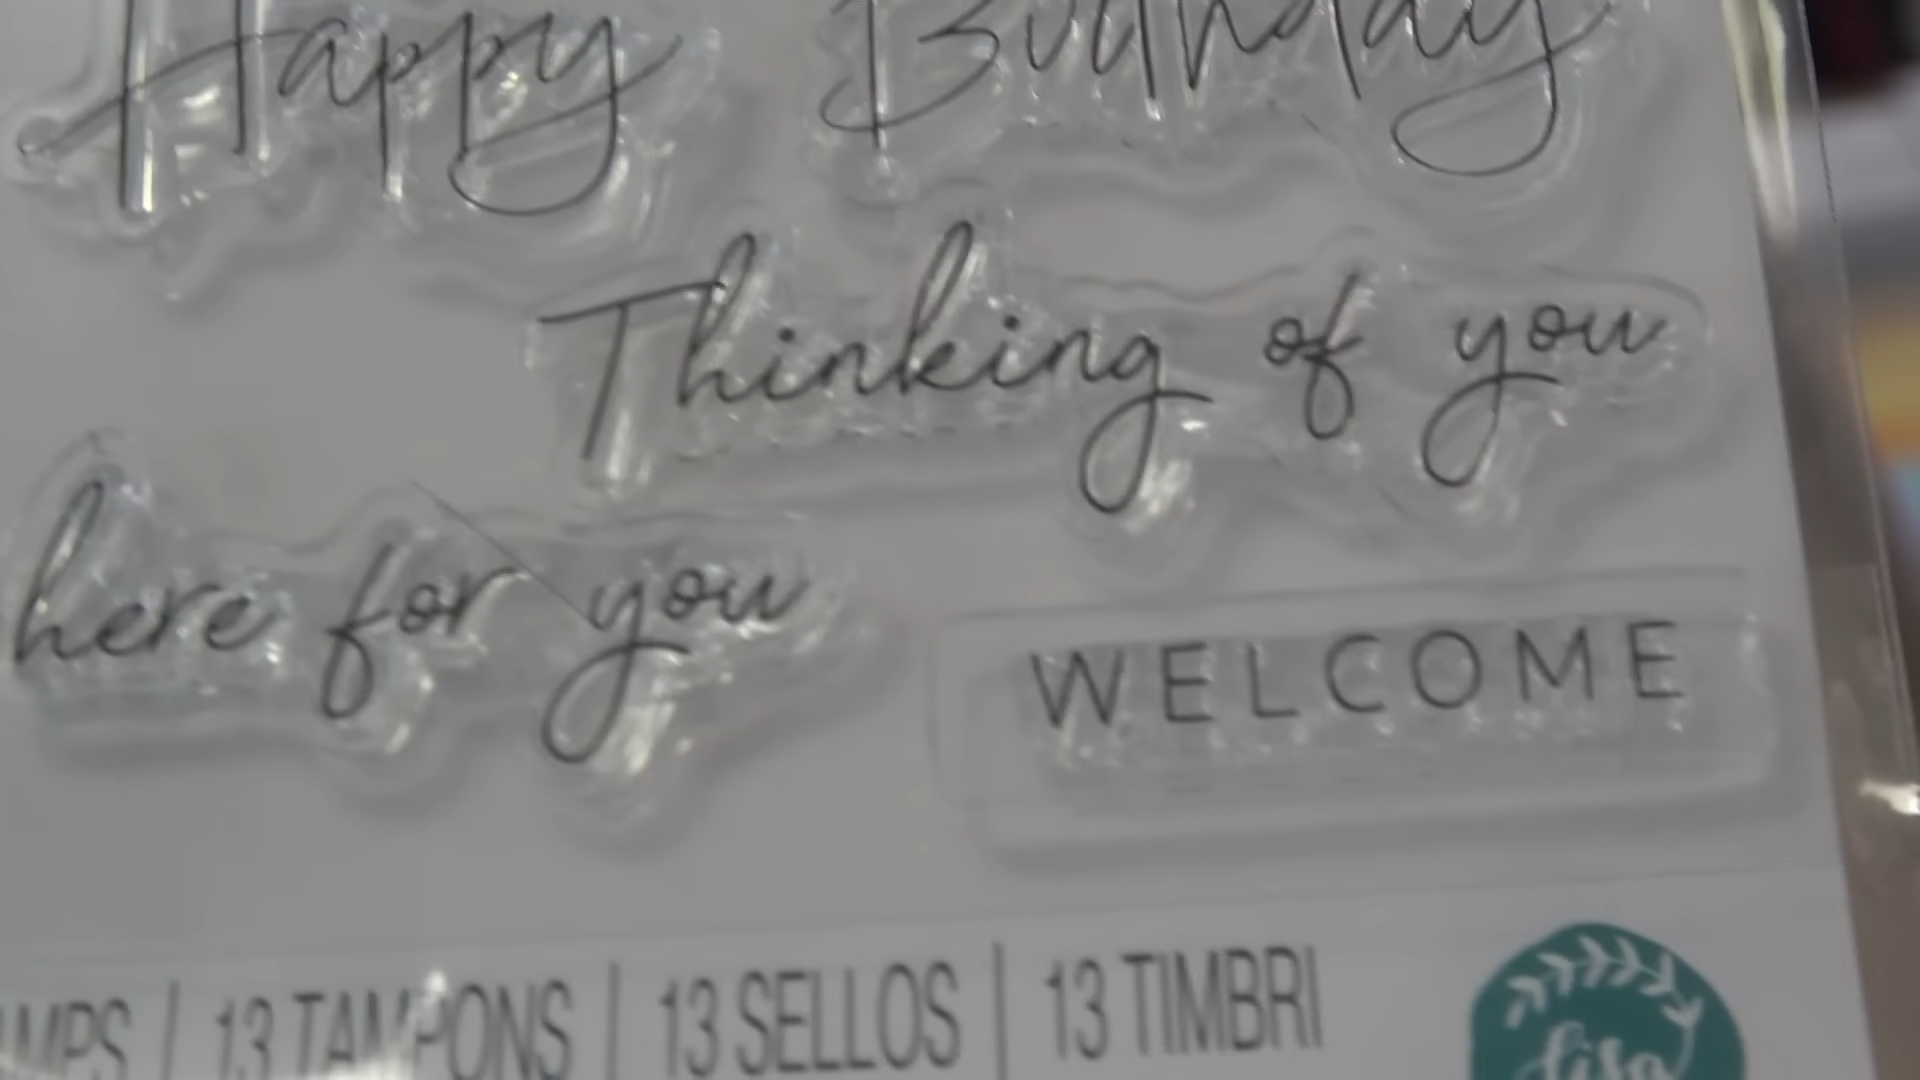 Happy Birthday
Thinking of you
here for you
WELCOME
13 TAMPONS | 13 SELLOS | 13 TIMBRI